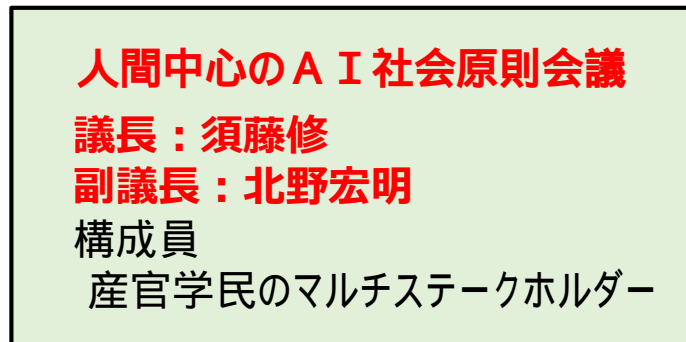 人間中心のＡＩ社会原則会議
議長：須藤修
副議長：北野宏明
構成員
産官学民のマルチステークホルダー